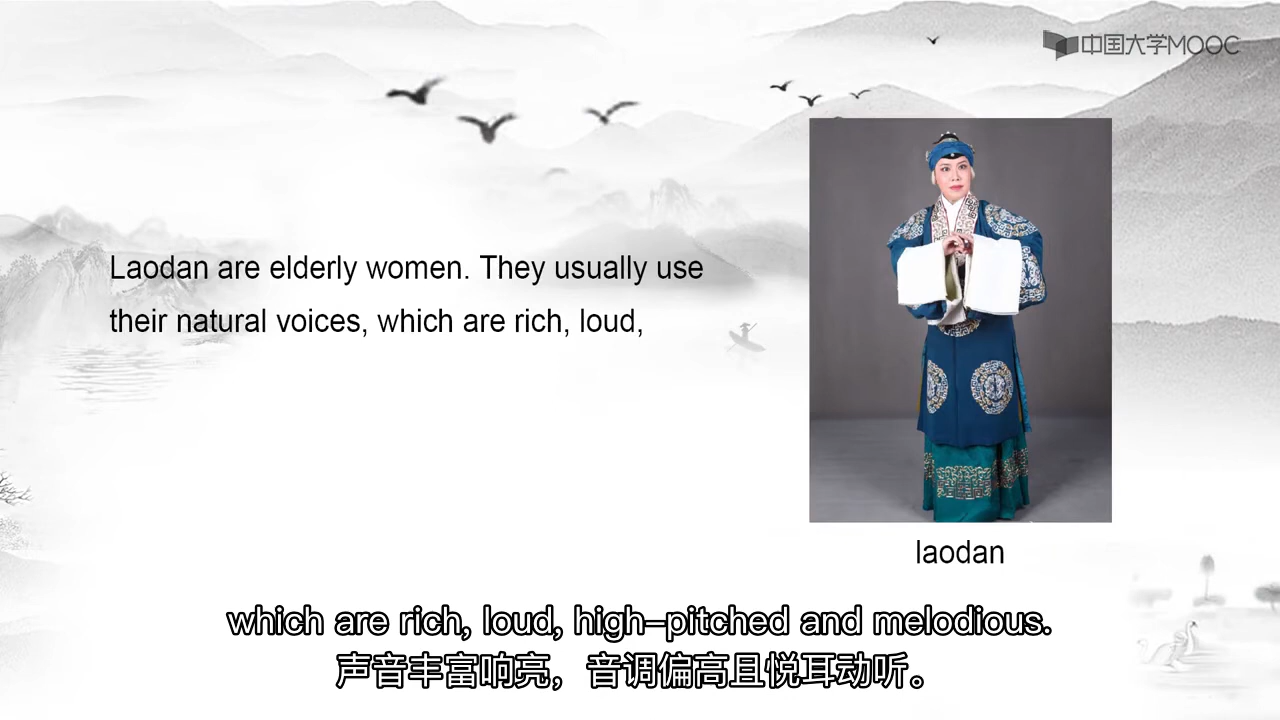 中国大学MOOC
Laodan are elderly women. They usually use
their natural voices, which are rich, loud,
laodan
which are rich, loud, high-pitched and melodious.
声音丰富响亮，音调偏高且悦耳动听。